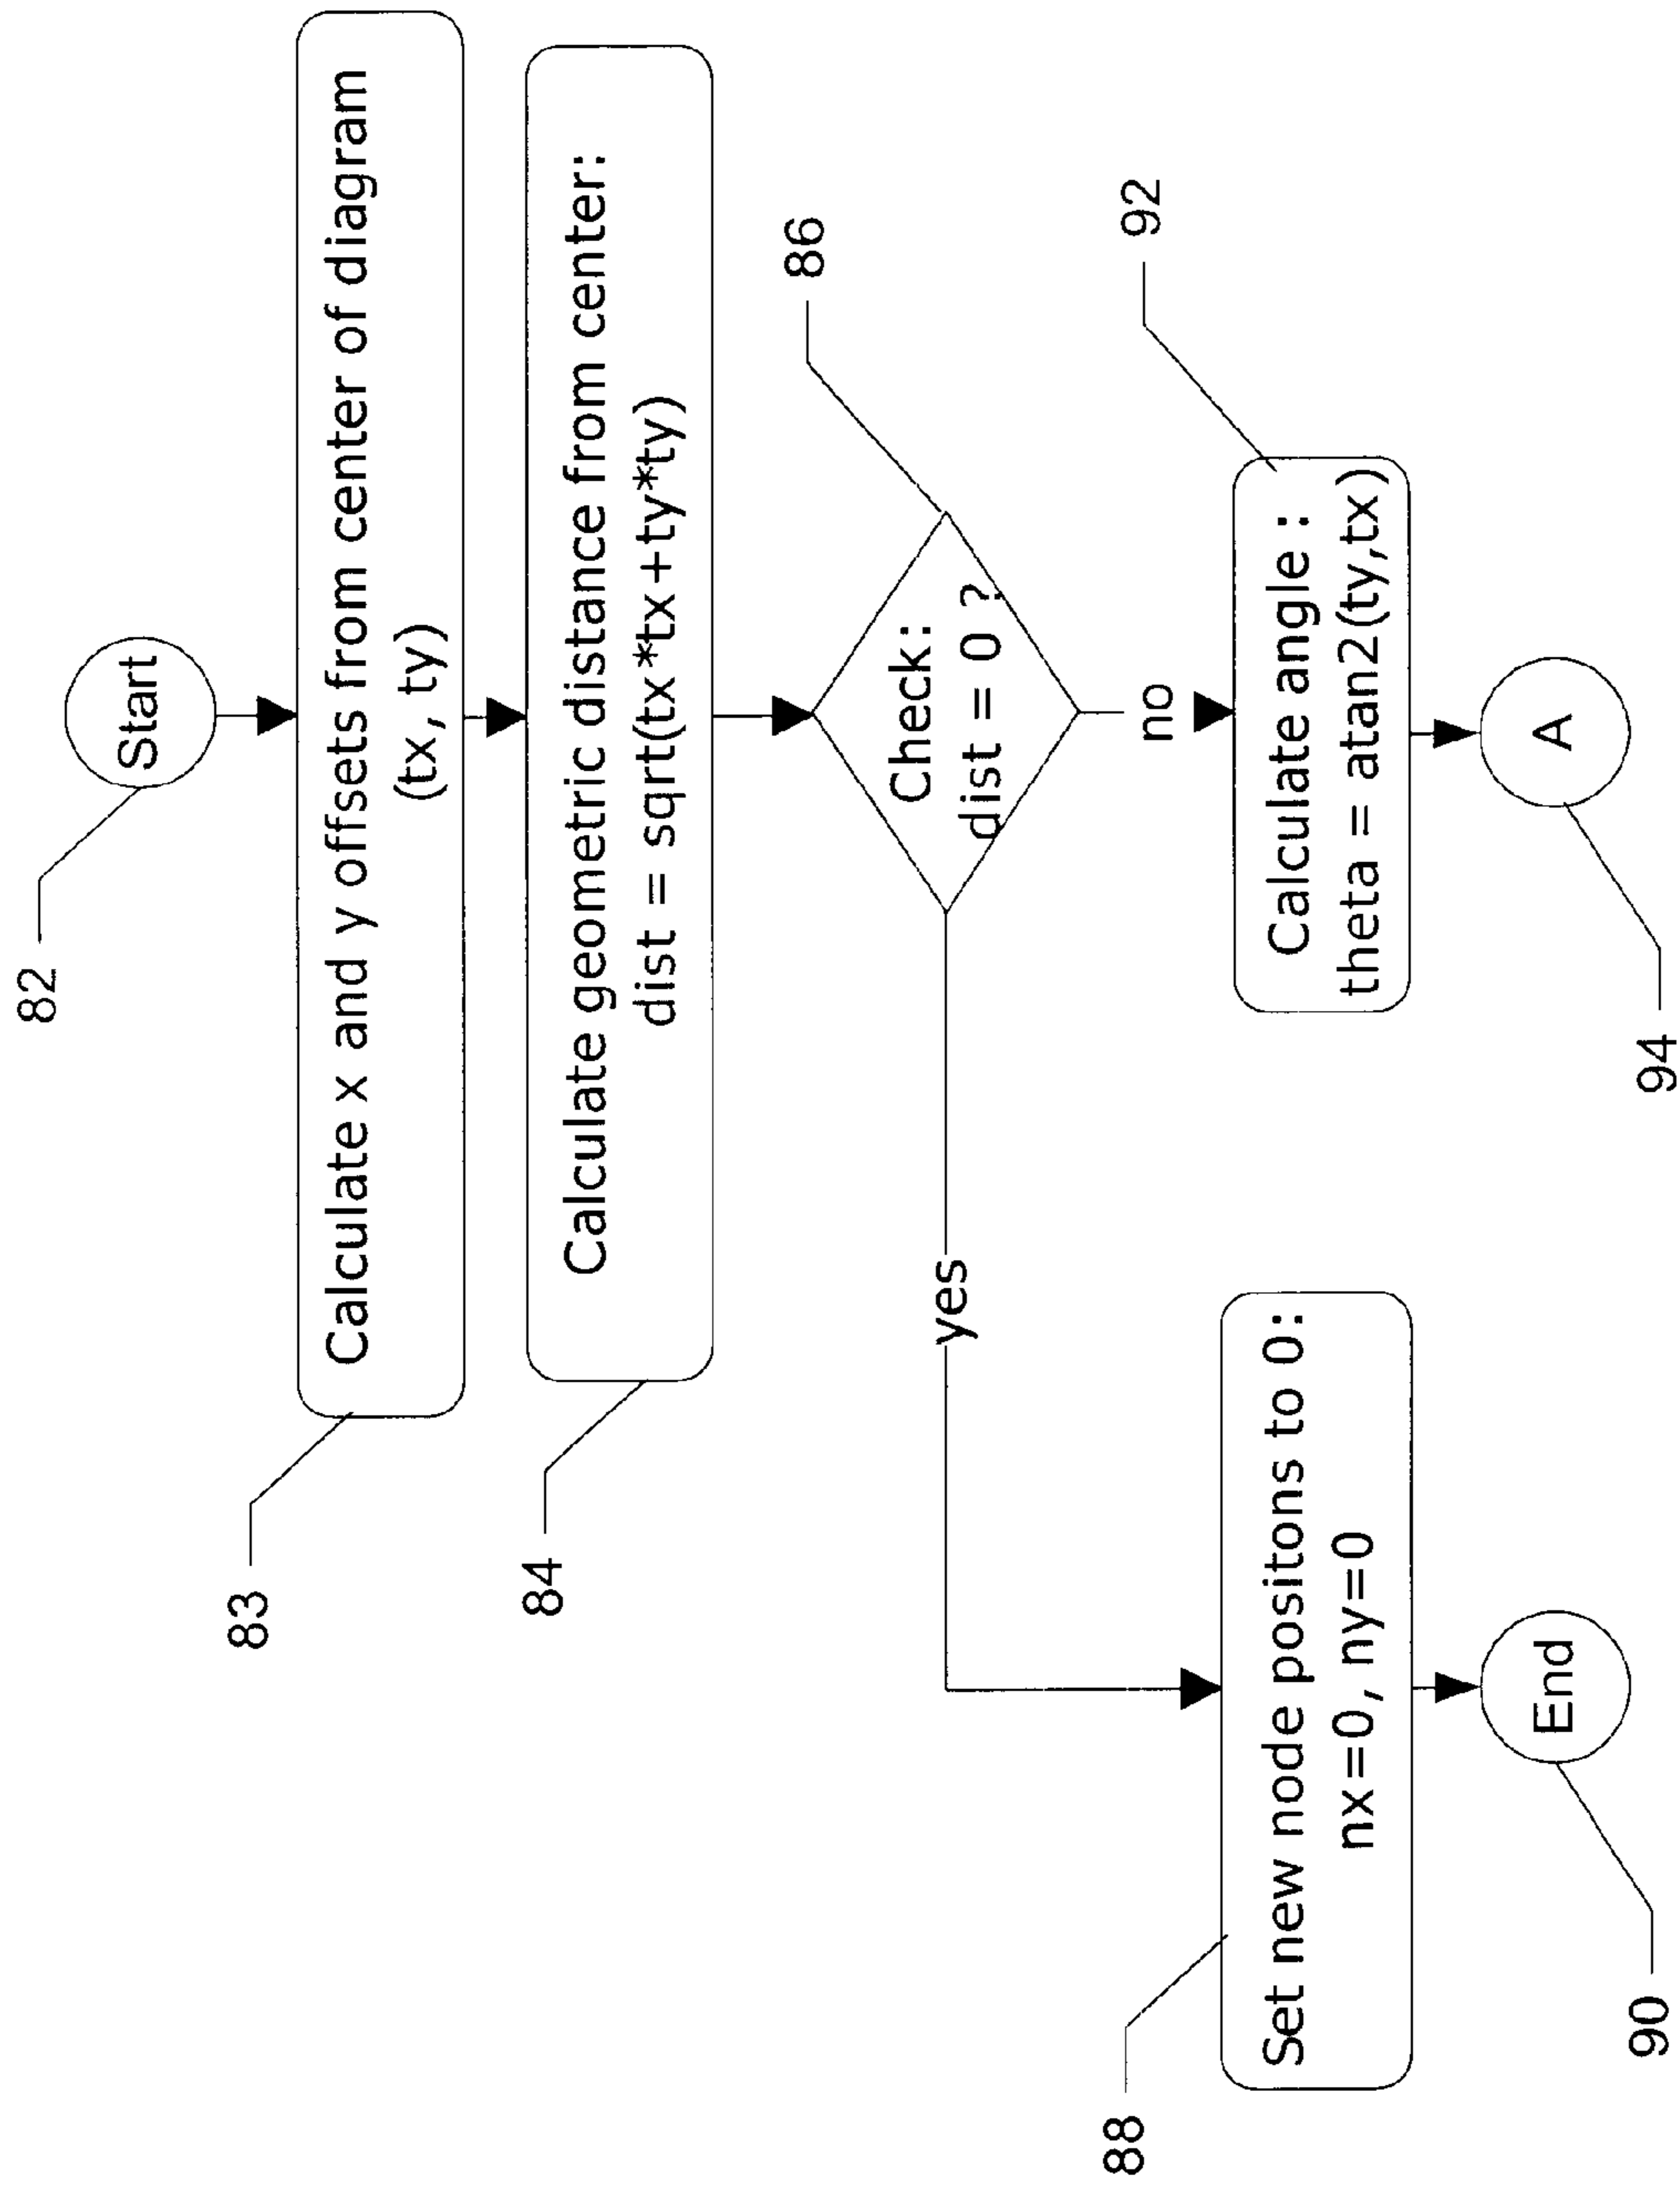 82
Start
83
Calculate x and y offsets from center of diagram
(tx, ty)
84
Calculate geometric distance from center:
dist = sqrt(tx*tx+ty*ty)
86
Check:
dist = 0 ?
yes
no
88
Set new node positons to 0:
nx=0, ny=0
92
Calculate angle :
theta = atan2(ty,tx)
90
End
94
A